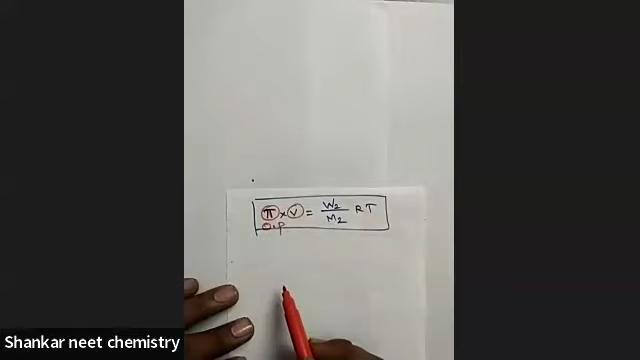 π × V = W₂/M₂ RT
O.P
Shankar neet chemistry